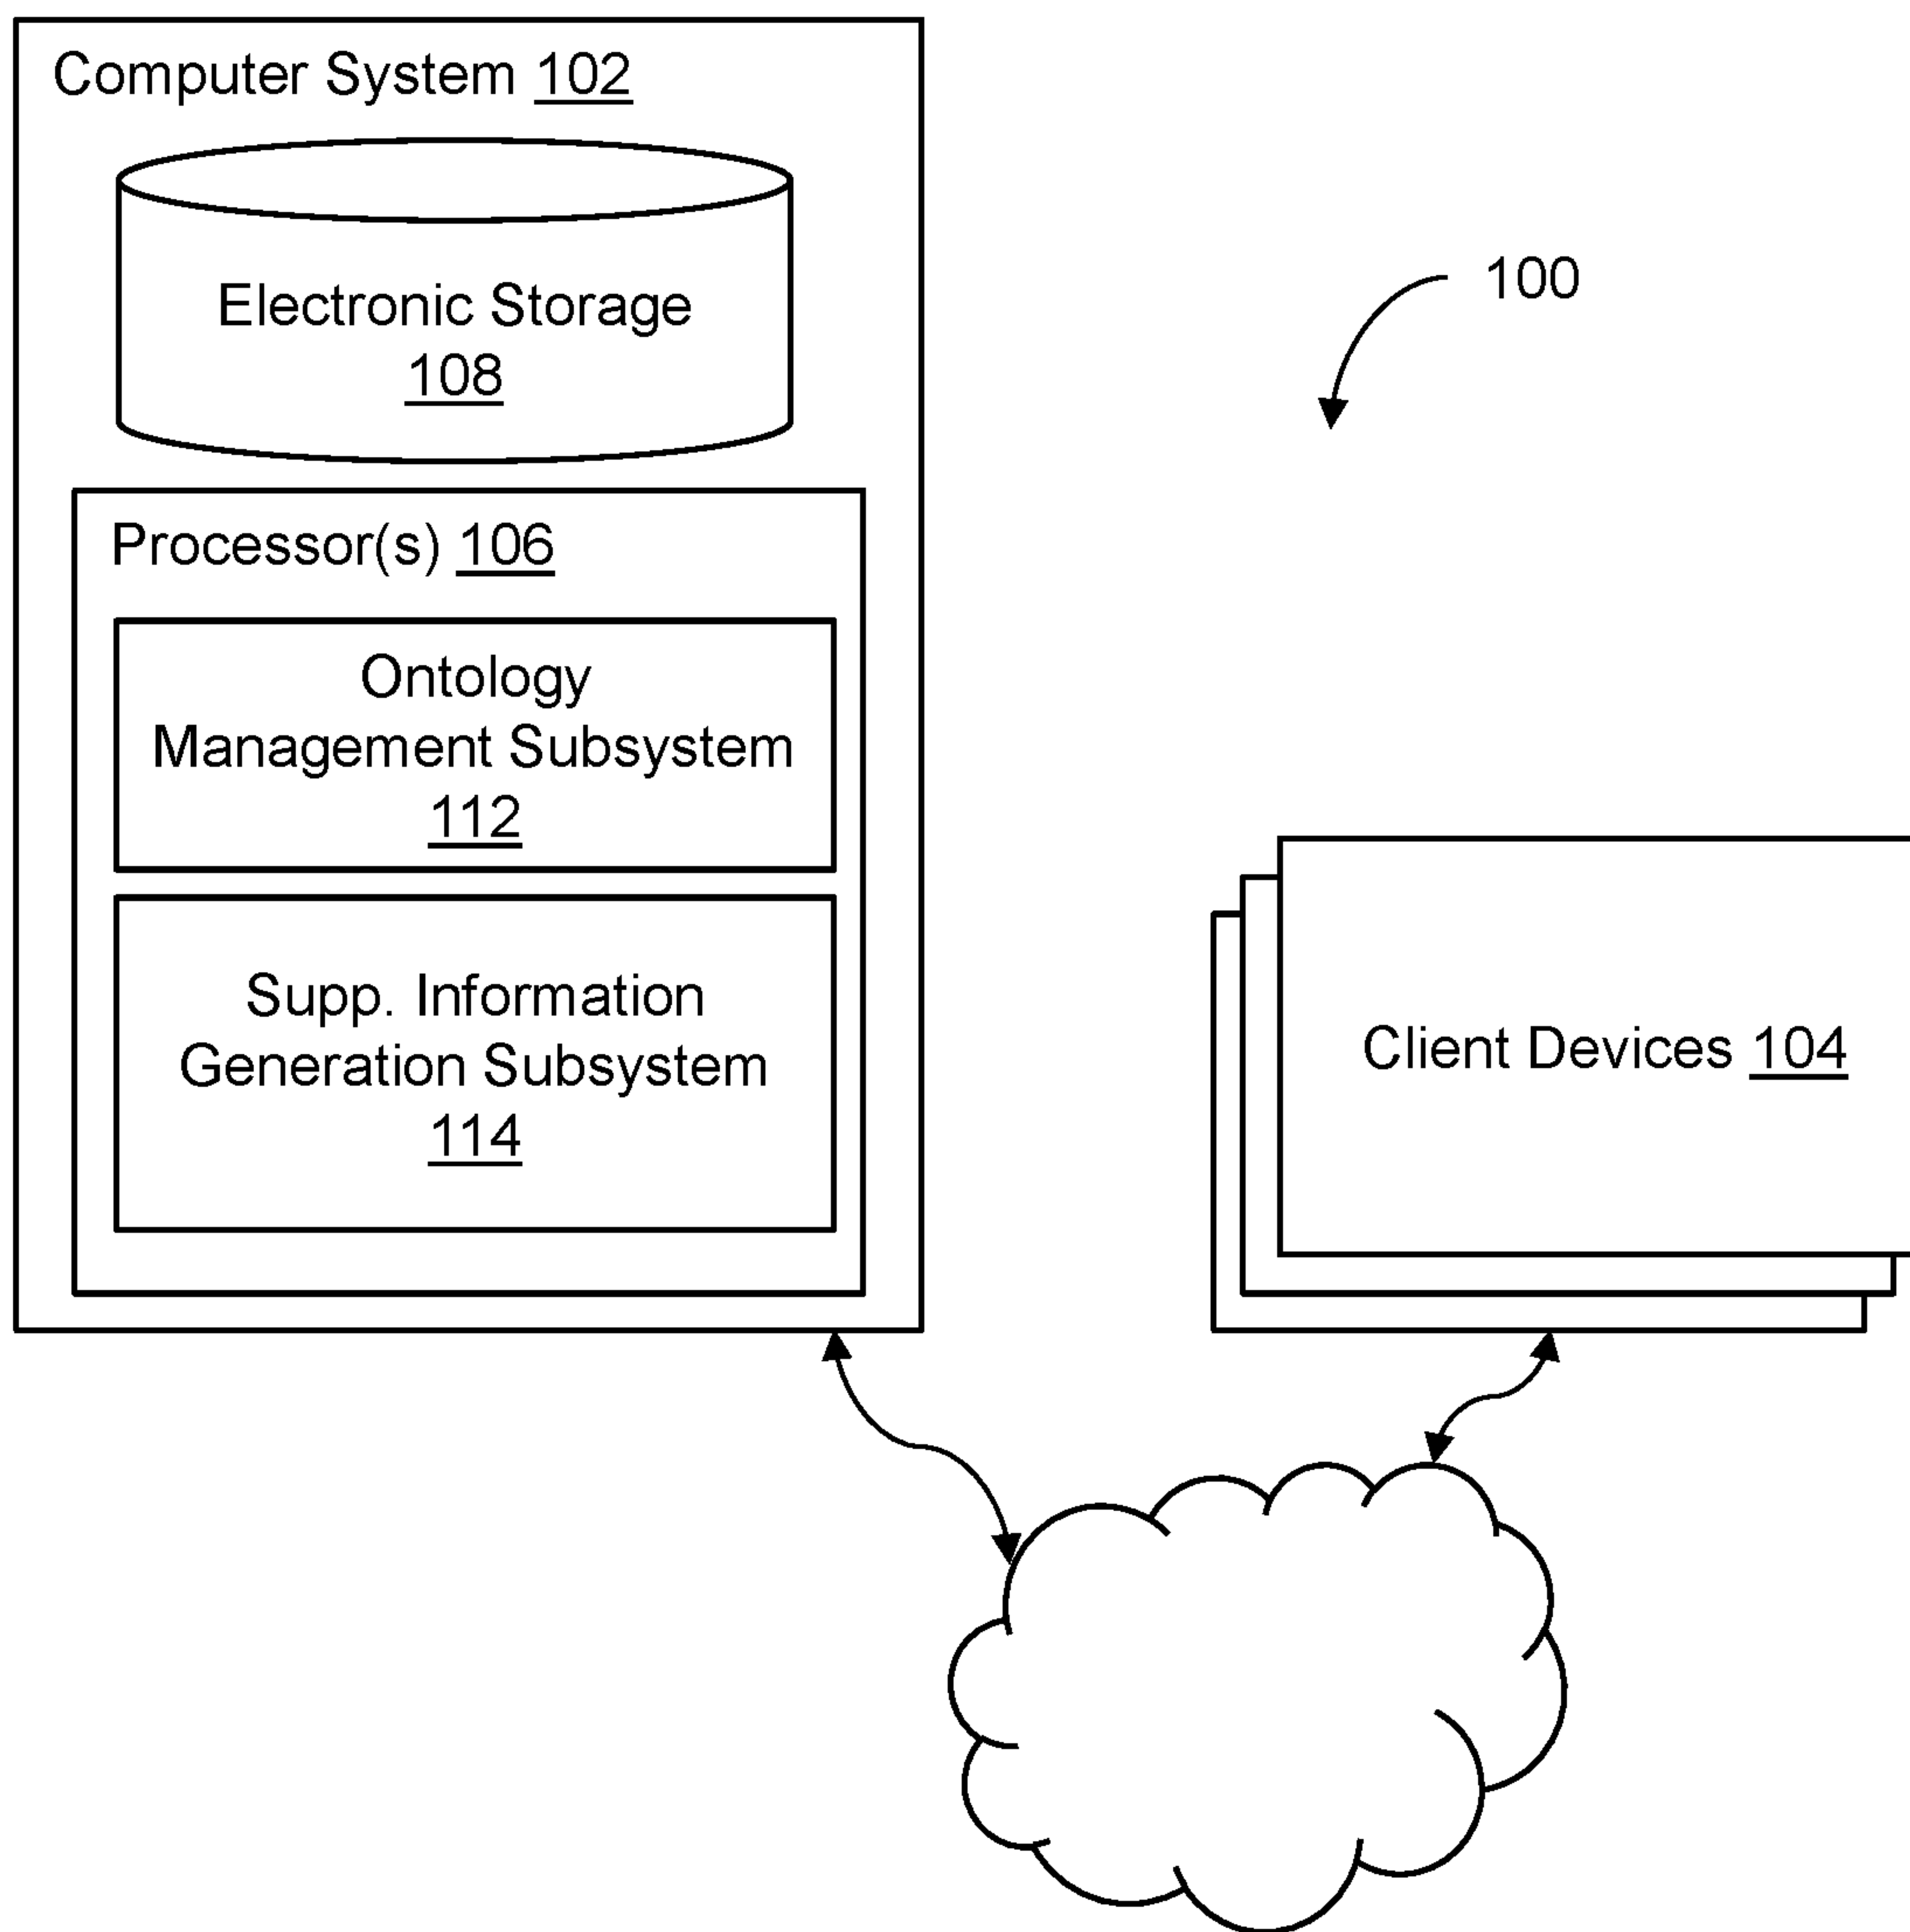 Computer System 102
Electronic Storage
108
100
Processor(s) 106
Ontology
Management Subsystem
112
Supp. Information
Generation Subsystem
114
Client Devices 104